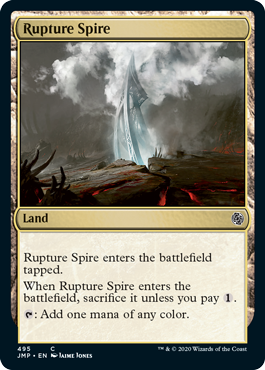 Rupture Spire
Land
Rupture Spire enters the battlefield
tapped.
When Rupture Spire enters the
battlefield, sacrifice it unless you pay 1.
: Add one mana of any color.
495 C
JMP • EN Jaime Jones
™ & © 2020 Wizards of the Coast